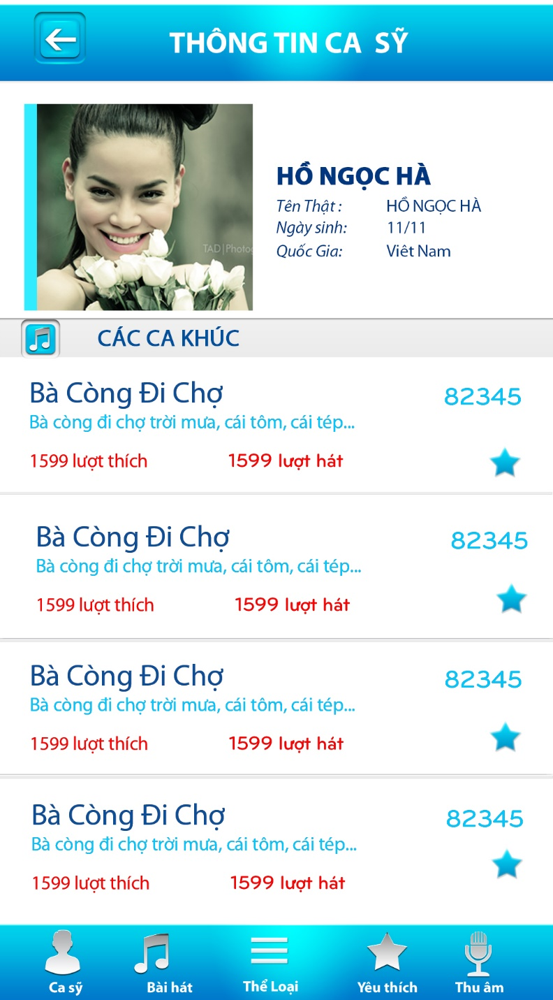 THÔNG TIN CA SỸ
TAD|Photog
HỒ NGỌC HÀ
Tên Thật : HỒ NGỌC HÀ
Ngày sinh: 11/11
Quốc Gia: Viêt Nam
CÁC CA KHÚC
Bà Còng Đi Chợ 82345
Bà còng đi chợ trời mưa, cái tôm, cái tép...
1599 lượt thích 1599 lượt hát
Bà Còng Đi Chợ 82345
Bà còng đi chợ trời mưa, cái tôm, cái tép...
1599 lượt thích 1599 lượt hát
Bà Còng Đi Chợ 82345
Bà còng đi chợ trời mưa, cái tôm, cái tép...
1599 lượt thích 1599 lượt hát
Bà Còng Đi Chợ 82345
Bà còng đi chợ trời mưa, cái tôm, cái tép...
1599 lượt thích 1599 lượt hát
Ca sỹ Bài hát Thể Loại Yêu thích Thu âm